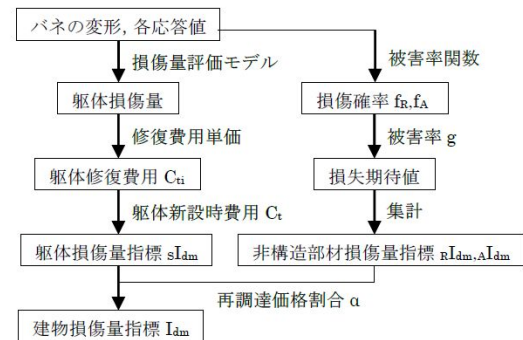 バネの変形, 各応答値
損傷量評価モデル
被害率関数
躯体損傷量
損傷確率 fR,fA
修復費用単価
被害率 g
躯体修復費用 Cti
損失期待値
躯体新設時費用 Ct
集計
躯体損傷量指標 sIdm
非構造部材損傷量指標 RIdm,AIdm
再調達価格割合 α
建物損傷量指標 Idm